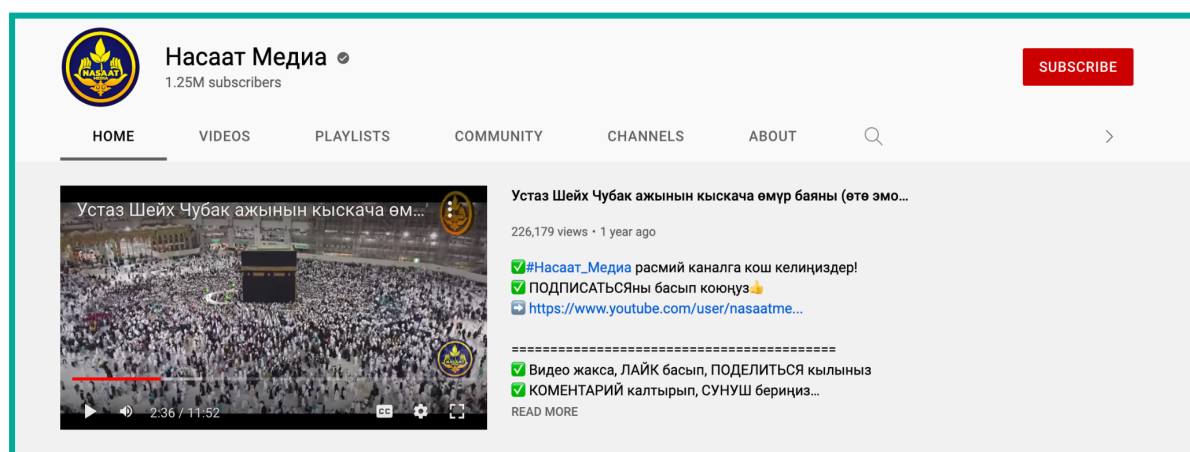 Насаат Медиа
1.25M subscribers
SUBSCRIBE
NASAAT
MEDIA
HOME VIDEOS PLAYLISTS COMMUNITY CHANNELS ABOUT
Устаз Шейх Чубак ажынын кыскача өм...
2:36 / 11:52
CC
Устаз Шейх Чубак ажынын кыскача өмүр баяны (өтө эмо...
226,179 views • 1 year ago
✅#Насаат_Медиа расмий каналга кош келиңиздер!
✅ ПОДПИСАТЬСЯны басып коюңуз👍
➡️ https://www.youtube.com/user/nasaatme...
==========================================
✅ Видео жакса, ЛАЙК басып, ПОДЕЛИТЬСЯ кылыныз
✅ КОМЕНТАРИЙ калтырып, СУНУШ бериңиз...
READ MORE